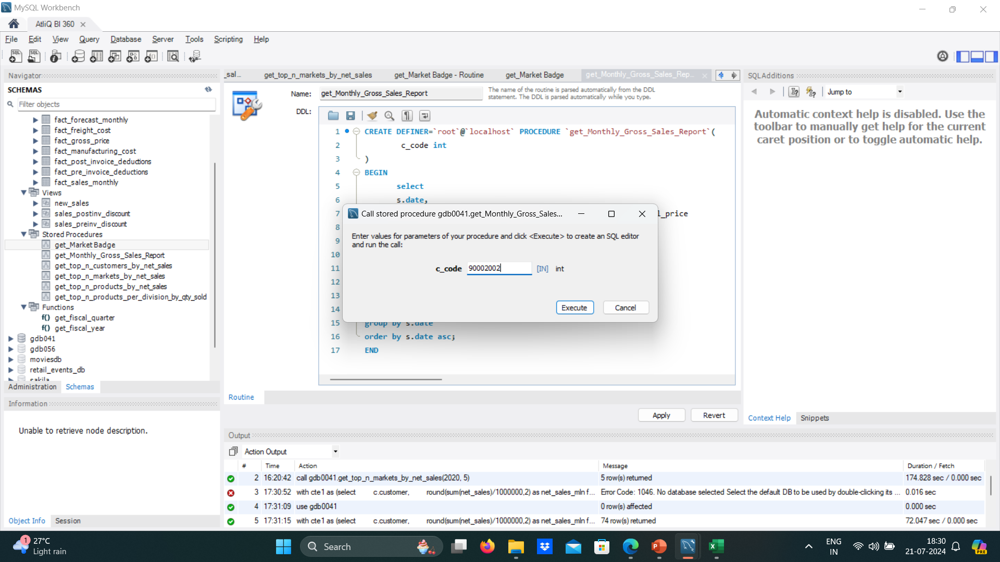 MySQL Workbench
AtliQ BI 360
File Edit View Query Database Server Tools Scripting Help
Navigator
SCHEMAS
Filter objects
fact_forecast_monthly
fact_freight_cost
fact_gross_price
fact_manufacturing_cost
fact_post_invoice_deductions
fact_pre_invoice_deductions
fact_sales_monthly
Views
new_sales
sales_postinv_discount
sales_preinv_discount
Stored Procedures
get_Market Badge
get_Monthly_Gross_Sales_Report
get_top_n_customers_by_net_sales
get_top_n_markets_by_net_sales
get_top_n_products_by_net_sales
get_top_n_products_per_division_by_qty_sold
Functions
f() get_fiscal_quarter
f() get_fiscal_year
gdb041
gdb056
moviesdb
retail_events_db
sakila
Administration Schemas
Information
Unable to retrieve node description.
Object Info Session
_sal... get_top_n_markets_by_net_sales get_Market Badge - Routine get_Market Badge get_Monthly_Gross_Sales_Rep...
Name: get_Monthly_Gross_Sales_Report
The name of the routine is parsed automatically from the DDL
statement. The DDL is parsed automatically while you type.
DDL:
1 CREATE DEFINER=`root`@`localhost` PROCEDURE `get_Monthly_Gross_Sales_Report`(
2 c_code int
3 )
4 BEGIN
5 select
6 s.date,
7 l_price
8
9
10
11
12
13
14
15 group by s.date
16 order by s.date asc;
17 END
Call stored procedure gdb0041.get_Monthly_Gross_Sales...
Enter values for parameters of your procedure and click <Execute> to create an SQL editor
and run the call:
c_code 90002002 [IN] int
Execute Cancel
Routine
Apply Revert
SQLAdditions
Jump to
Automatic context help is disabled. Use the
toolbar to manually get help for the current
caret position or to toggle automatic help.
Context Help Snippets
Output
Action Output
# Time Action Message Duration / Fetch
2 16:20:42 call gdb0041.get_top_n_markets_by_net_sales(2020, 5) 5 row(s) returned 174.828 sec / 0.000 sec
3 17:30:52 with cte1 as (select c.customer, round(sum(net_sales)/1000000,2) as net_sales_mln f... Error Code: 1046. No database selected Select the default DB to be used by double-clicking its ... 0.016 sec
4 17:31:09 use gdb0041 0 row(s) affected 0.000 sec
5 17:31:15 with cte1 as (select c.customer, round(sum(net_sales)/1000000,2) as net_sales_mln f... 74 row(s) returned 72.047 sec / 0.000 sec
1
27°C
Light rain
Search
ENG
IN
18:30
21-07-2024
PRE